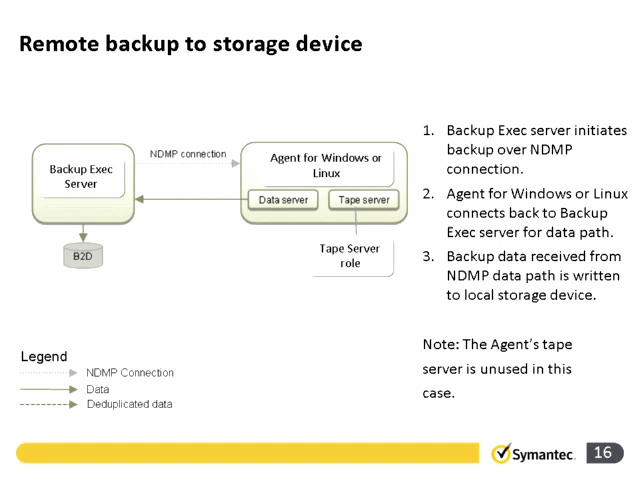 Remote backup to storage device
NDMP connection
Backup Exec
Server
Agent for Windows or
Linux
Data server
Tape server
B2D
Tape Server
role
1. Backup Exec server initiates
backup over NDMP
connection.
2. Agent for Windows or Linux
connects back to Backup
Exec server for data path.
3. Backup data received from
NDMP data path is written
to local storage device.
Note: The Agent's tape
server is unused in this
case.
Legend
NDMP Connection
Data
Deduplicated data
Symantec.
16